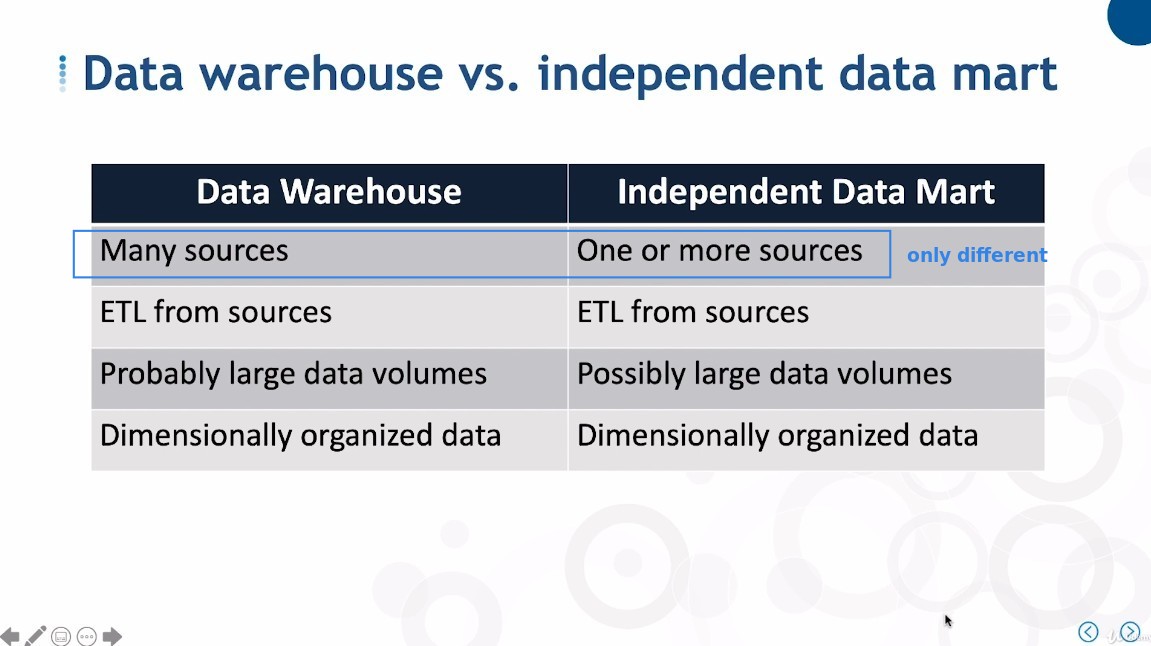 Data warehouse vs. independent data mart
Data Warehouse
Independent Data Mart
Many sources
One or more sources
only different
ETL from sources
ETL from sources
Probably large data volumes
Possibly large data volumes
Dimensionally organized data
Dimensionally organized data